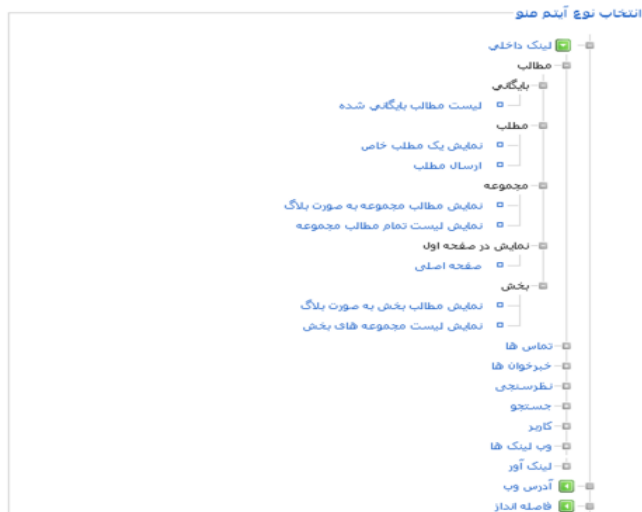 انتخاب نوع آیتم منو
لینک داخلی
مطالب
بایگانی
لیست مطالب بایگانی شده
مطلب
نمایش یک مطلب خاص
ارسال مطلب
مجموعه
نمایش مطالب مجموعه به صورت بلاگ
نمایش لیست تمام مطالب مجموعه
نمایش در صفحه اول
صفحه اصلی
بخش
نمایش مطالب بخش به صورت بلاگ
نمایش لیست مجموعه های بخش
تماس ها
خبرخوان ها
نظرسنجی
جستجو
کاربر
وب لینک ها
لینک آور
آدرس وب
فاصله انداز